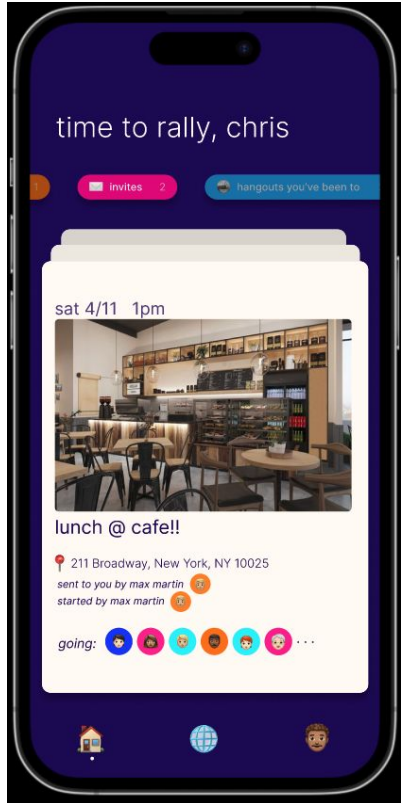 time to rally, chris
1
invites 2
hangouts you've been to
sat 4/11 1pm
lunch @ cafe!!
211 Broadway, New York, NY 10025
sent to you by max martin
started by max martin
going: ...